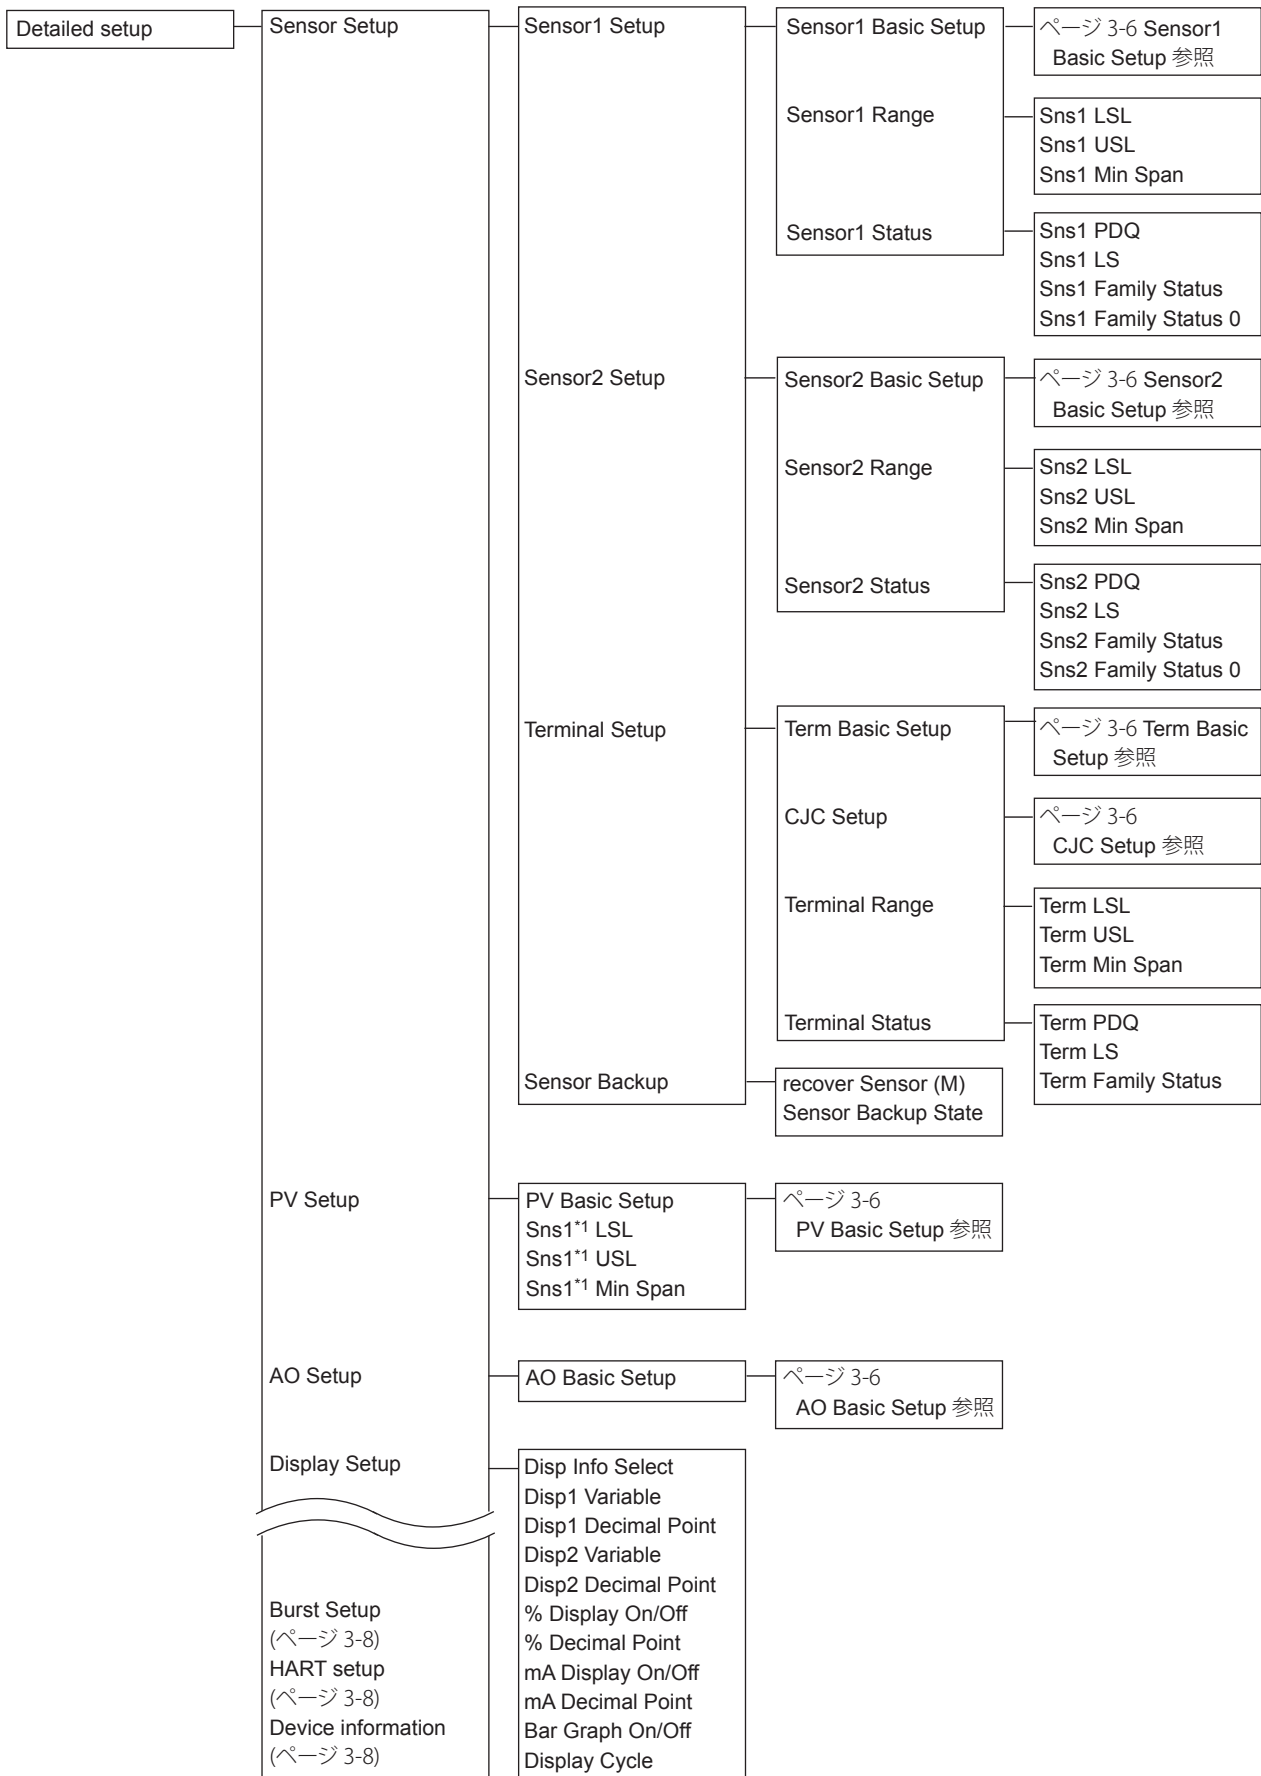 Detailed setup
Sensor Setup
Sensor1 Setup
Sensor1 Basic Setup
ページ 3-6 Sensor1
Basic Setup 参照
Sensor1 Range
Sns1 LSL
Sns1 USL
Sns1 Min Span
Sensor1 Status
Sns1 PDQ
Sns1 LS
Sns1 Family Status
Sns1 Family Status 0
Sensor2 Setup
Sensor2 Basic Setup
ページ 3-6 Sensor2
Basic Setup 参照
Sensor2 Range
Sns2 LSL
Sns2 USL
Sns2 Min Span
Sensor2 Status
Sns2 PDQ
Sns2 LS
Sns2 Family Status
Sns2 Family Status 0
Terminal Setup
Term Basic Setup
ページ 3-6 Term Basic
Setup 参照
CJC Setup
ページ 3-6
CJC Setup 参照
Terminal Range
Term LSL
Term USL
Term Min Span
Terminal Status
Term PDQ
Term LS
Term Family Status
Sensor Backup
recover Sensor (M)
Sensor Backup State
PV Setup
PV Basic Setup
Sns1*1 LSL
Sns1*1 USL
Sns1*1 Min Span
ページ 3-6
PV Basic Setup 参照
AO Setup
AO Basic Setup
ページ 3-6
AO Basic Setup 参照
Display Setup
Disp Info Select
Disp1 Variable
Disp1 Decimal Point
Disp2 Variable
Disp2 Decimal Point
% Display On/Off
% Decimal Point
mA Display On/Off
mA Decimal Point
Bar Graph On/Off
Display Cycle
Burst Setup
(ページ 3-8)
HART setup
(ページ 3-8)
Device information
(ページ 3-8)